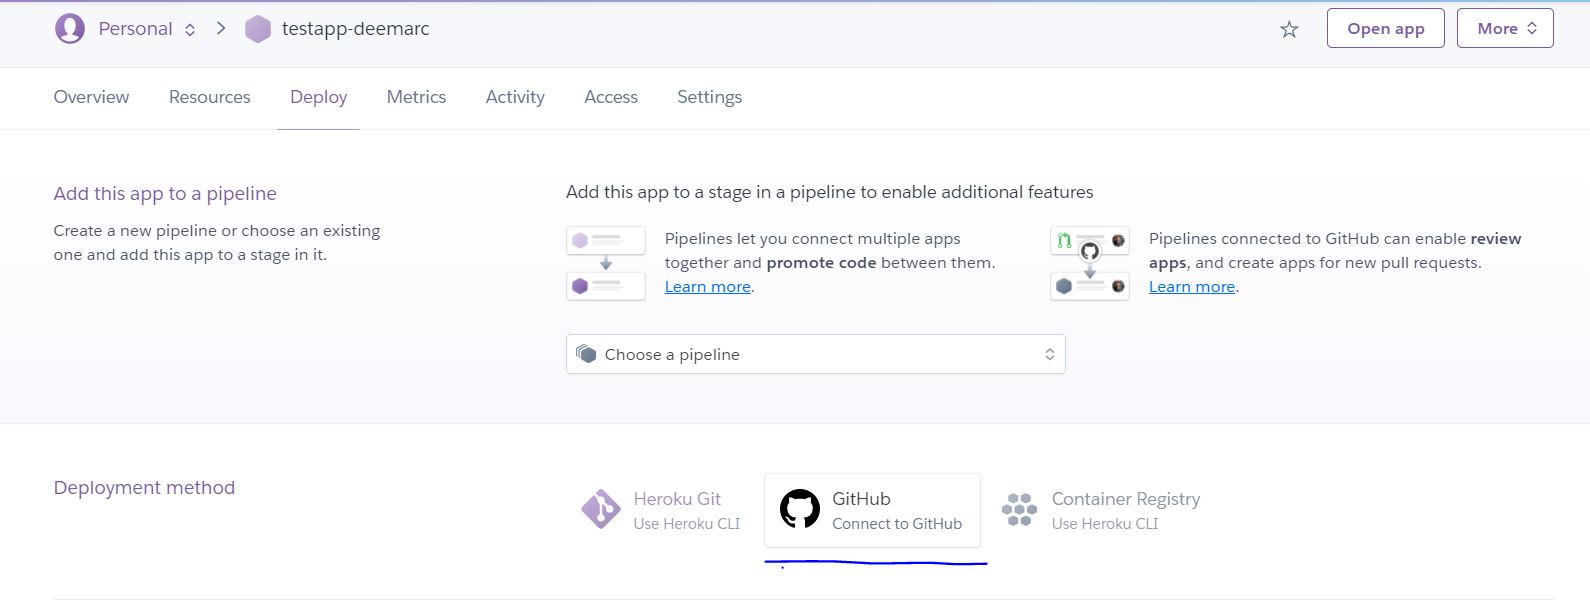 Personal
testapp-deemarc
Open app
More
Overview
Resources
Deploy
Metrics
Activity
Access
Settings
Add this app to a pipeline
Create a new pipeline or choose an existing
one and add this app to a stage in it.
Add this app to a stage in a pipeline to enable additional features
Pipelines let you connect multiple apps
together and promote code between them.
Learn more.
Pipelines connected to GitHub can enable review
apps, and create apps for new pull requests.
Learn more.
Choose a pipeline
Deployment method
Heroku Git
Use Heroku CLI
GitHub
Connect to GitHub
Container Registry
Use Heroku CLI